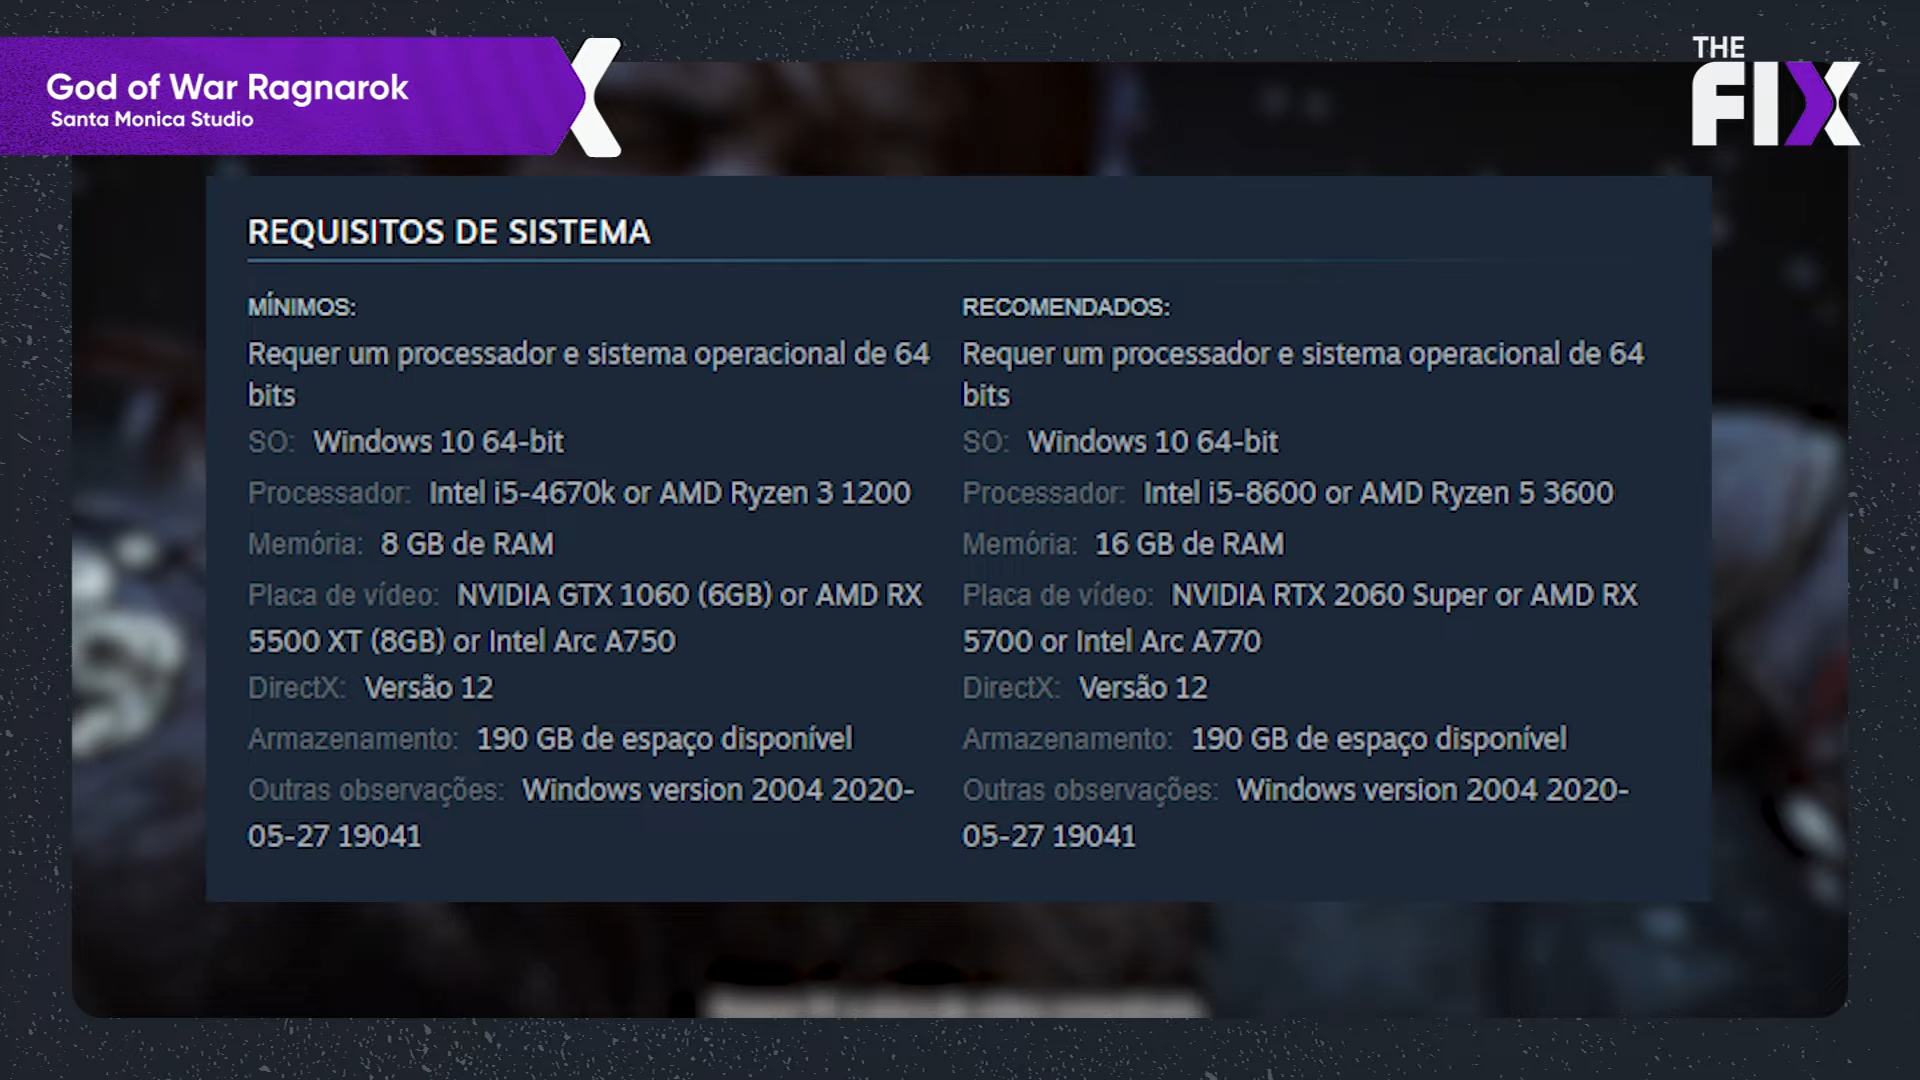 God of War Ragnarok
Santa Monica Studio
THE
FIX
REQUISITOS DE SISTEMA
MÍNIMOS:
Requer um processador e sistema operacional de 64
bits
SO: Windows 10 64-bit
Processador: Intel i5-4670k or AMD Ryzen 3 1200
Memória: 8 GB de RAM
Placa de vídeo: NVIDIA GTX 1060 (6GB) or AMD RX
5500 XT (8GB) or Intel Arc A750
DirectX: Versão 12
Armazenamento: 190 GB de espaço disponível
Outras observações: Windows version 2004 2020-
05-27 19041
RECOMENDADOS:
Requer um processador e sistema operacional de 64
bits
SO: Windows 10 64-bit
Processador: Intel i5-8600 or AMD Ryzen 5 3600
Memória: 16 GB de RAM
Placa de vídeo: NVIDIA RTX 2060 Super or AMD RX
5700 or Intel Arc A770
DirectX: Versão 12
Armazenamento: 190 GB de espaço disponível
Outras observações: Windows version 2004 2020-
05-27 19041